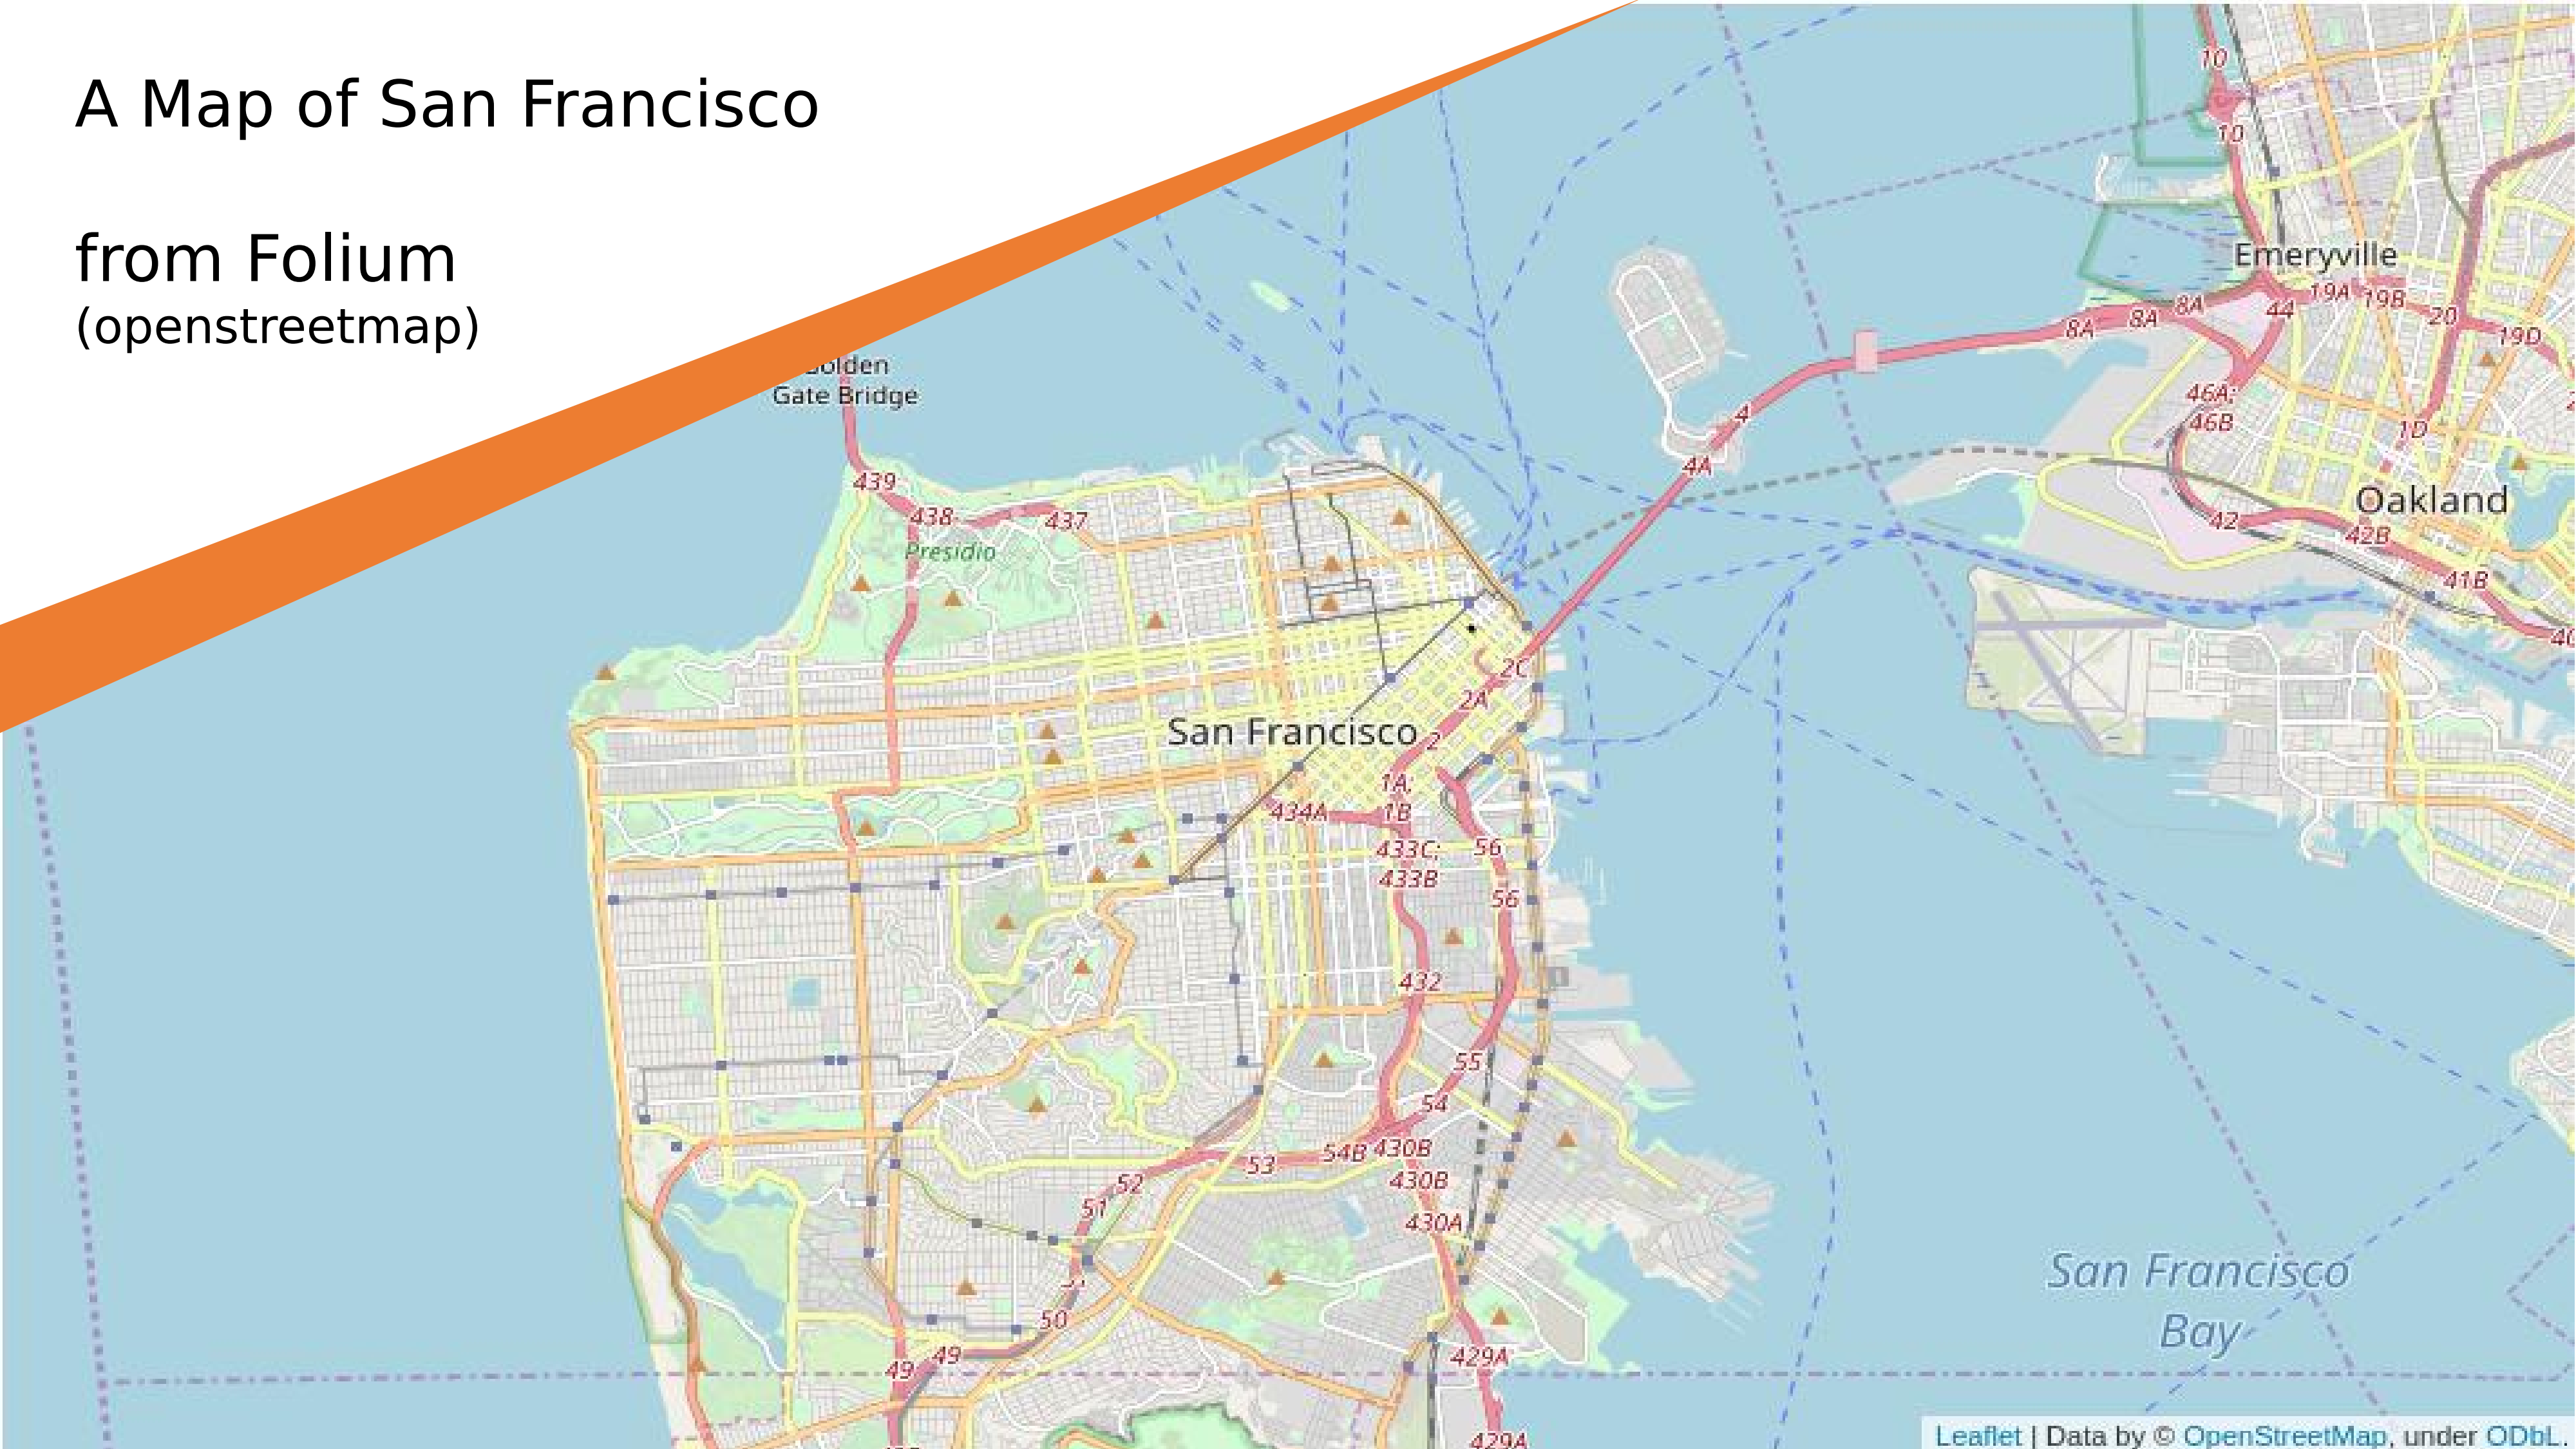 A Map of San Francisco
from Folium
(openstreetmap)
10
10
Emeryville
19A
19B
8A
8A
8A
44
20
19D
Golden
Gate Bridge
46A;
46B
4
1D
4A
439
438
437
Presidio
Oakland
42
42B
41B
2C
2A
San Francisco
2
1A;
1B
434A
433C;
433B
56
56
432
55
54
54B
430B
53
52
430B
51
430A
50
49
49
429A
San Francisco
Bay
429A
Leaflet | Data by © OpenStreetMap, under ODbL.